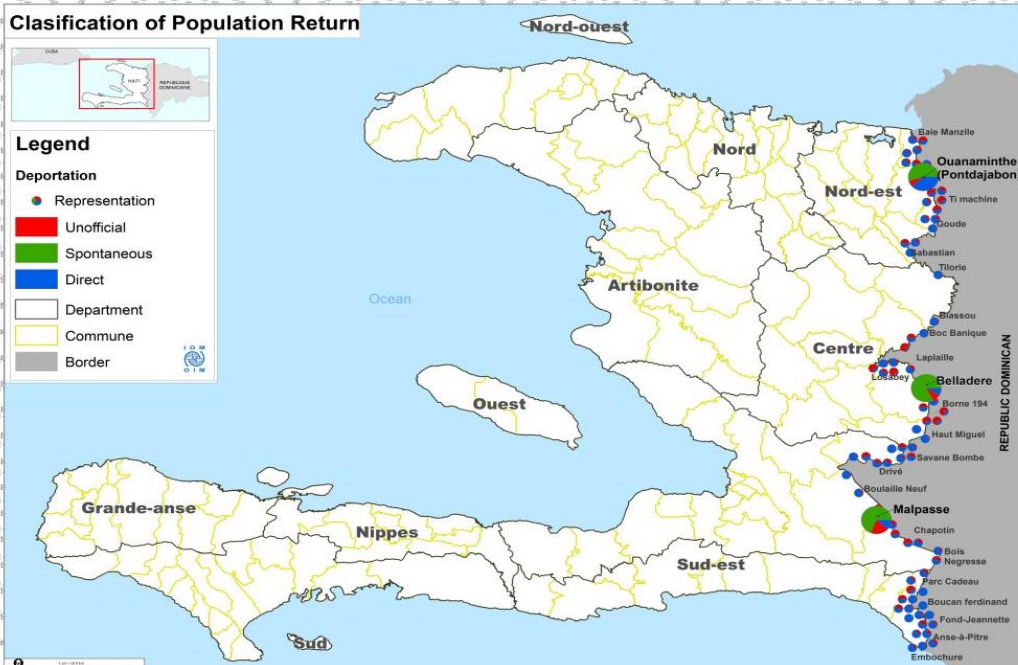 Clasification of Population Return
CUBA
HAITI
REPUBLIQUE
DOMINICAINE
Legend
Deportation
Representation
Unofficial
Spontaneous
Direct
Department
Commune
Border
IOM
OIM
Ocean
Nord-ouest
Nord
Nord-est
Artibonite
Centre
Ouest
Grande-anse
Nippes
Sud-est
Sud
Baie Manzile
Ouanaminthe
(Pontdajabon)
Ti machine
Goude
Sabastian
Tilorie
Biassou
Boc Banique
Laplaille
Losabey
Belladere
Borne 194
Haut Miguel
Savane Bombe
Drivé
Boulaille Neuf
Malpasse
Chapotin
Bois
Negresse
Parc Cadeau
Boucan ferdinand
Fond-Jeannette
Anse-à-Pitre
Embochure
REPUBLIC DOMINICAN